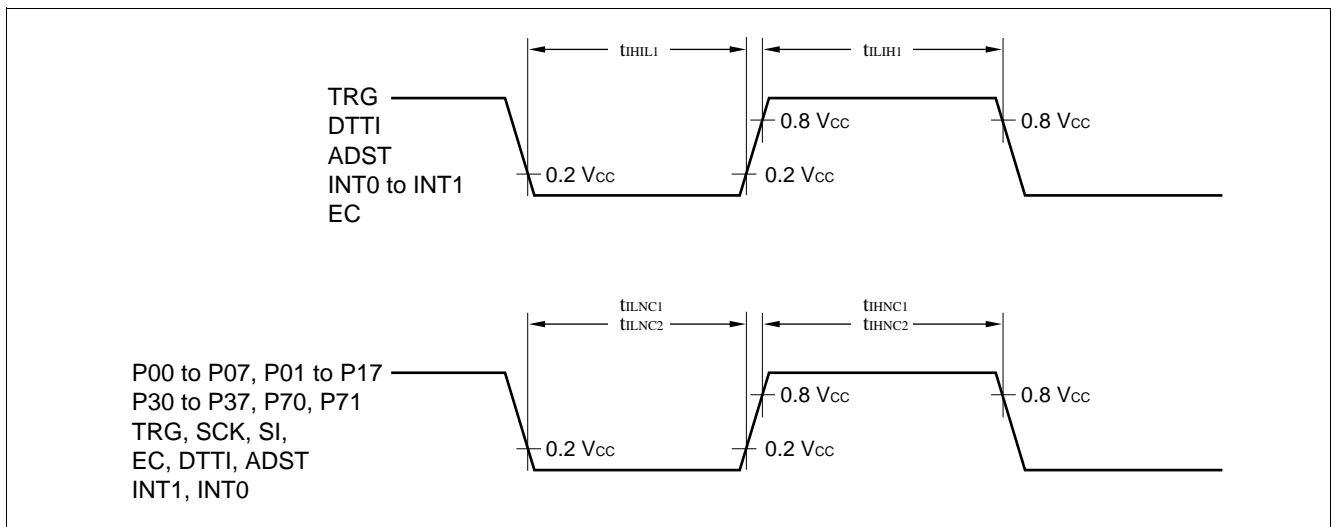 tIHIL1
tILIH1
TRG
DTTI
ADST
INT0 to INT1
EC
0.2 VCC
0.8 VCC
0.2 VCC
0.8 VCC
tILNC1
tILNC2
tIHNC1
tIHNC2
P00 to P07, P01 to P17
P30 to P37, P70, P71
TRG, SCK, SI,
EC, DTTI, ADST
INT1, INT0
0.2 VCC
0.8 VCC
0.2 VCC
0.8 VCC